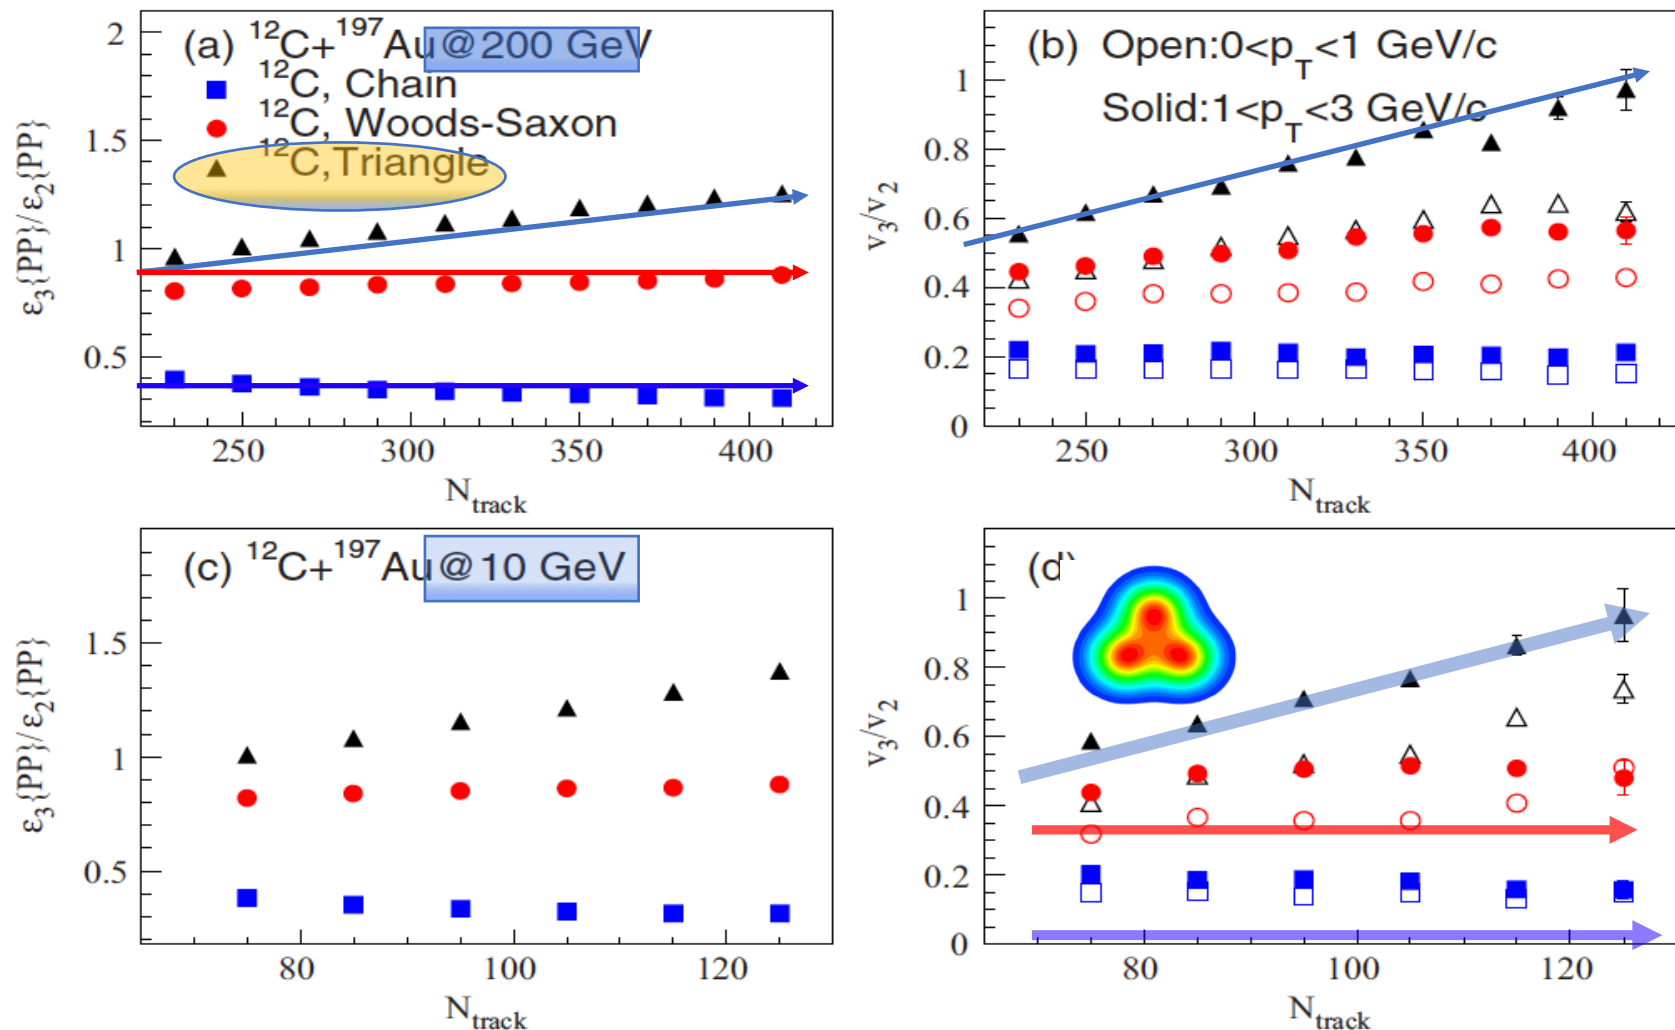 (a) ¹²C+¹⁹⁷Au@200 GeV
¹²C, Chain
¹²C, Woods-Saxon
¹²C,Triangle
ε₃{PP}/ε₂{PP}
2
1.5
1
0.5
250 300 350 400
N_track
(b) Open:0<p_T<1 GeV/c
Solid:1<p_T<3 GeV/c
v₃/v₂
1
0.8
0.6
0.4
0.2
0
250 300 350 400
N_track
(c) ¹²C+¹⁹⁷Au@10 GeV
ε₃{PP}/ε₂{PP}
1.5
1
0.5
80 100 120
N_track
(d)
v₃/v₂
1
0.8
0.6
0.4
0.2
0
80 100 120
N_track